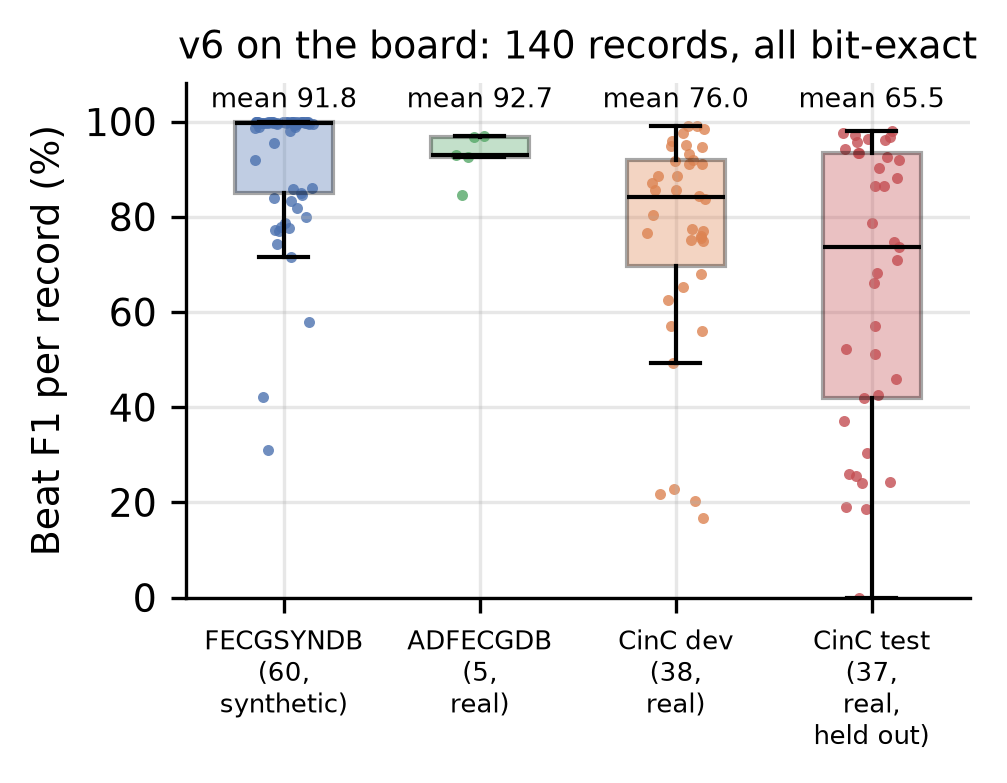 v6 on the board: 140 records, all bit-exact
mean 91.8 mean 92.7 mean 76.0 mean 65.5
Beat F1 per record (%)
100
80
60
40
20
0
FECGSYNDB
(60,
synthetic)
ADFECGDB
(5,
real)
CinC dev
(38,
real)
CinC test
(37,
real,
held out)